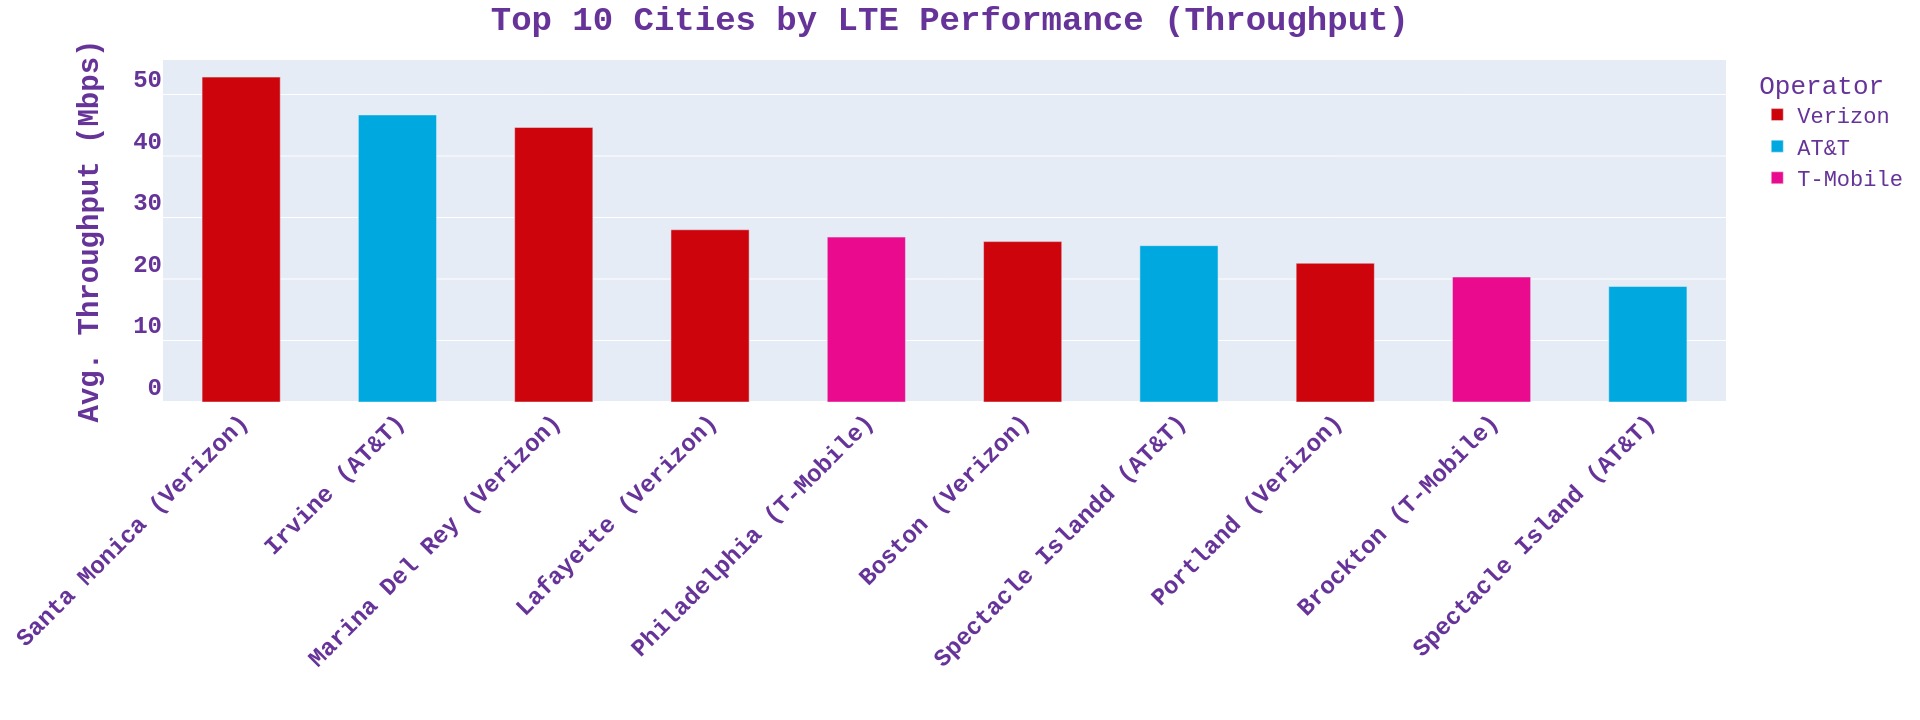 Top 10 Cities by LTE Performance (Throughput)
Avg. Throughput (Mbps)
50
40
30
20
10
0
Santa Monica (Verizon)
Irvine (AT&T)
Marina Del Rey (Verizon)
Lafayette (Verizon)
Philadelphia (T-Mobile)
Boston (Verizon)
Spectacle Islandd (AT&T)
Portland (Verizon)
Brockton (T-Mobile)
Spectacle Island (AT&T)
Operator
Verizon
AT&T
T-Mobile